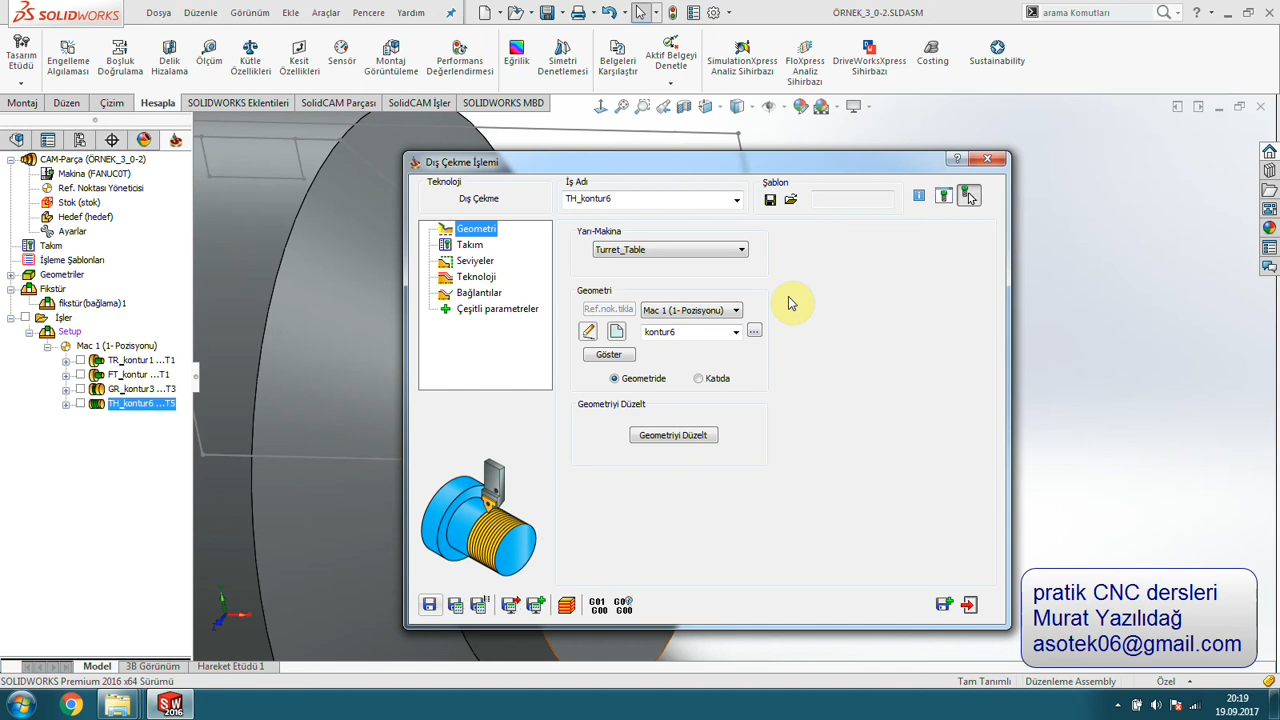 SOLIDWORKS
Dosya Düzenle Görünüm Ekle Araçlar Pencere Yardım
ÖRNEK_3_0-2.SLDASM
arama Komutları
Tasarım Etüdü
Engelleme Algılaması
Boşluk Doğrulama
Delik Hizalama
Ölçüm
Kütle Özellikleri
Kesit Özellikleri
Sensör
Montaj Görüntüleme
Performans Değerlendirmesi
Eğrilik
Simetri Denetlemesi
Belgeleri Karşılaştır
Aktif Belgeyi Denetle
SimulationXpress Analiz Sihirbazı
FloXpress Analiz Sihirbazı
DriveWorksXpress Sihirbazı
Costing
Sustainability
Montaj Düzen Çizim Hesapla SOLIDWORKS Eklentileri SolidCAM Parçası SolidCAM İşler SOLIDWORKS MBD
CAM-Parça (ÖRNEK_3_0-2)
Makina (FANUC0T)
Ref. Noktası Yöneticisi
Stok (stok)
Hedef (hedef)
Ayarlar
Takım
İşleme Şablonları
Geometriler
Fikstür
fikstür(bağlama)1
İşler
Setup
Mac 1 (1- Pozisyonu)
TR_kontur1 ...T1
FT_kontur ...T1
GR_kontur3 ...T3
TH_kontur6 ...T5
Dış Çekme İşlemi
Teknoloji
Dış Çekme
İş Adı
TH_kontur6
Şablon
Geometri
Takım
Seviyeler
Teknoloji
Bağlantılar
Çeşitli parametreler
Yarı-Makina
Turret_Table
Geometri
Ref.nok.tıkla Mac 1 (1- Pozisyonu)
kontur6 ...
Göster
Geometride Katıda
Geometriyi Düzelt
Geometriyi Düzelt
G01 G00
G00
pratik CNC dersleri
Murat Yazılıdağ
asotek06@gmail.com
Model 3B Görünüm Hareket Etüdü 1
SOLIDWORKS Premium 2016 x64 Sürümü
Tam Tanımlı Düzenleme Assembly Özel
SW 2016
20:19
19.09.2017